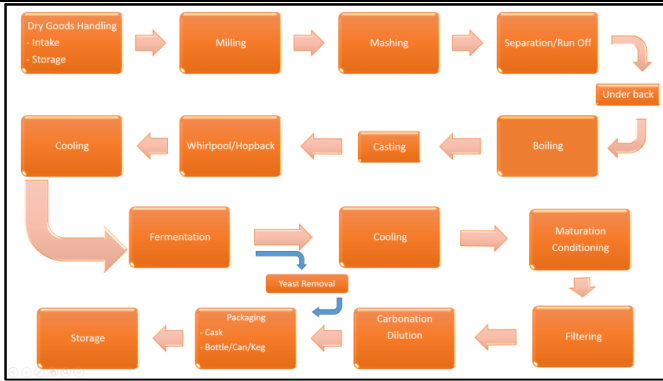 Dry Goods Handling
- Intake
- Storage
Milling
Mashing
Separation/Run Off
Under back
Boiling
Casting
Whirlpool/Hopback
Cooling
Fermentation
Cooling
Maturation
Conditioning
Yeast Removal
Filtering
Carbonation
Dilution
Packaging
- Cask
- Bottle/Can/Keg
Storage